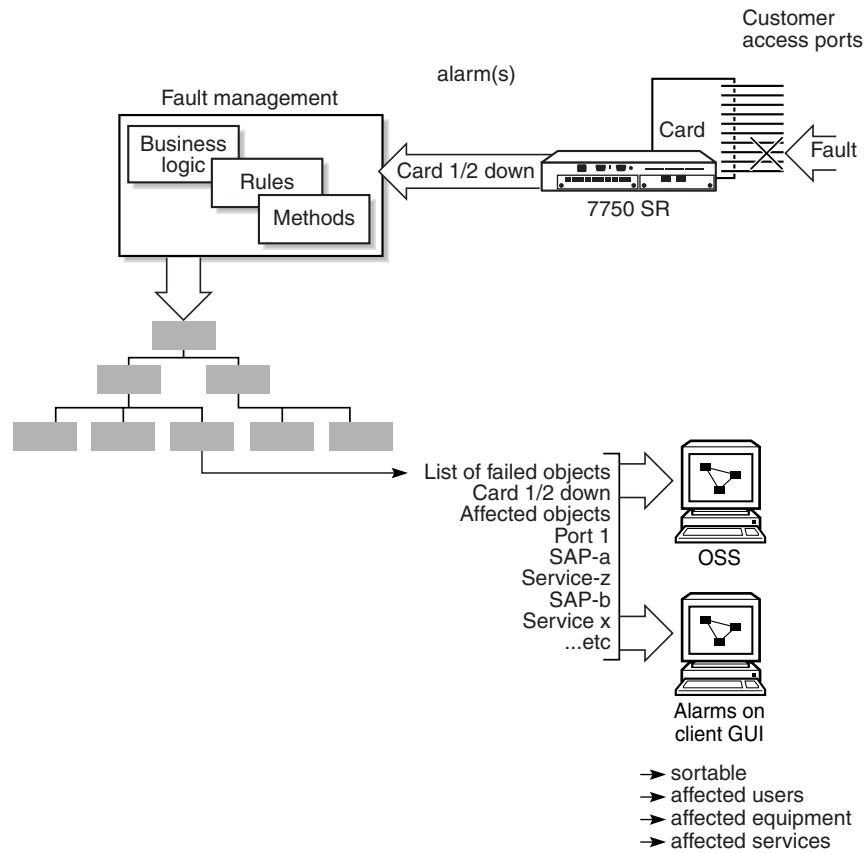 Customer
access ports
alarm(s)
Fault management
Card
Business
logic
Fault
Card 1/2 down
Rules
Methods
7750 SR
List of failed objects
Card 1/2 down
Affected objects
Port 1
SAP-a
Service-z
SAP-b
Service x
...etc
OSS
Alarms on
client GUI
sortable
affected users
affected equipment
affected services